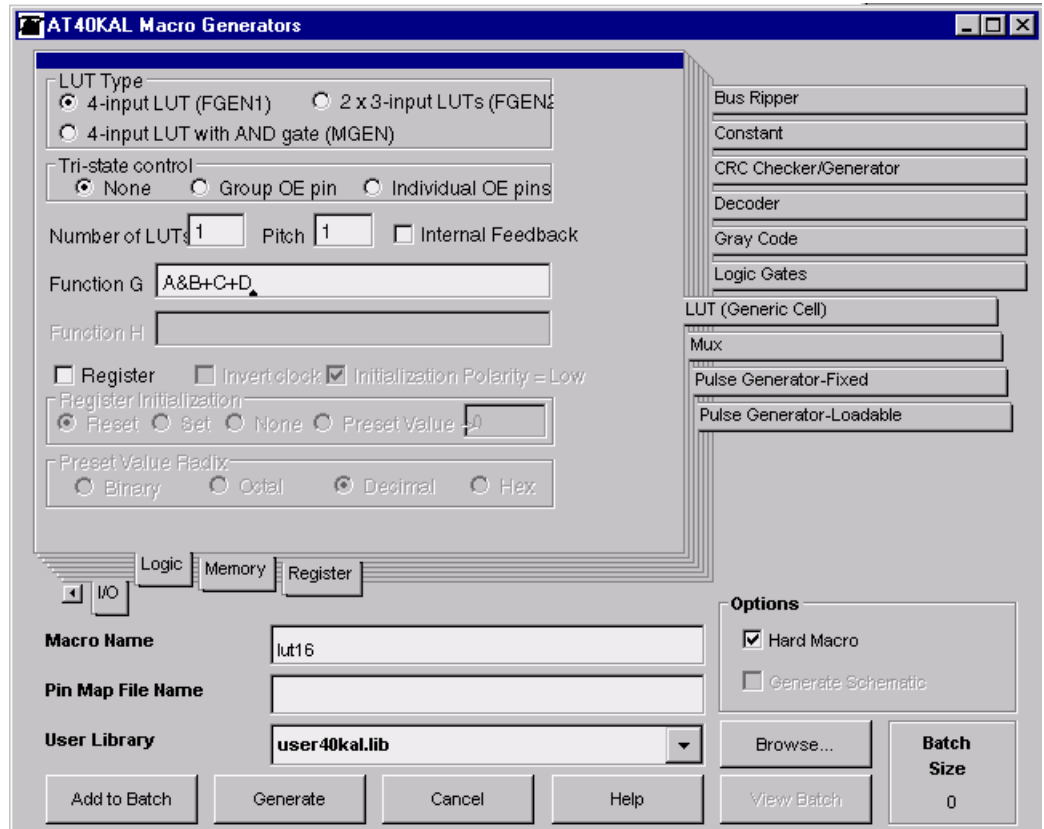 AT40KAL Macro Generators
LUT Type
4-input LUT (FGEN1)
2 x 3-input LUTs (FGEN2
4-input LUT with AND gate (MGEN)
Tri-state control
None
Group OE pin
Individual OE pins
Number of LUTs
1
Pitch
1
Internal Feedback
Function G
A&B+C+D
Function H
Register
Invert clock
Initialization Polarity = Low
Register Initialization
Reset
Set
None
Preset Value =
0
Preset Value Radix
Binary
Octal
Decimal
Hex
Bus Ripper
Constant
CRC Checker/Generator
Decoder
Gray Code
Logic Gates
LUT (Generic Cell)
Mux
Pulse Generator-Fixed
Pulse Generator-Loadable
I/O
Logic
Memory
Register
Macro Name
lut16
Pin Map File Name
User Library
user40kal.lib
Options
Hard Macro
Generate Schematic
Browse...
Batch
Size
0
Add to Batch
Generate
Cancel
Help
View Batch